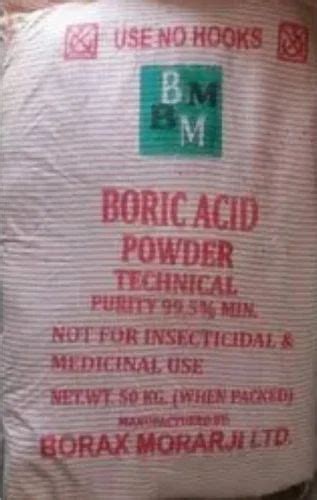 USE NO HOOKS
BM
BM
BORIC ACID
POWDER
TECHNICAL
PURITY 99.5% MIN.
NOT FOR INSECTICIDAL &
MEDICINAL USE
NET.WT. 50 KG. (WHEN PACKED)
MANUFACTURED BY:
BORAX MORARJI LTD.